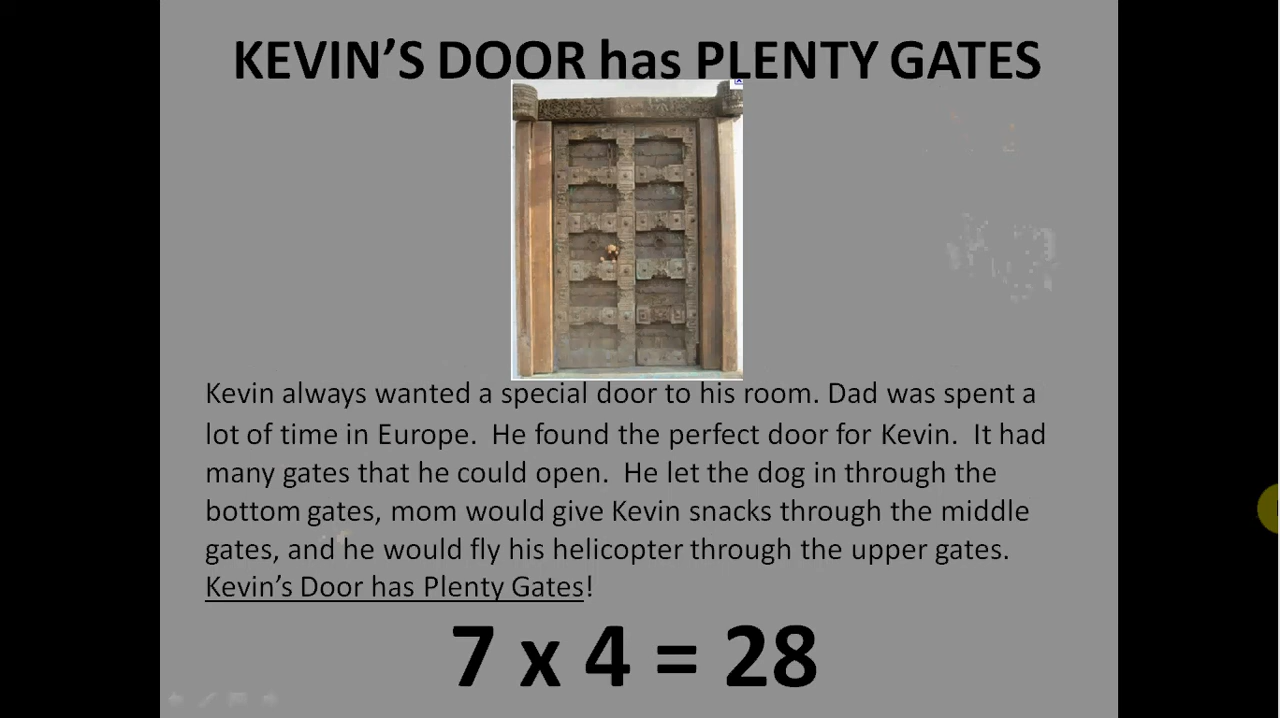 KEVIN'S DOOR has PLENTY GATES
Kevin always wanted a special door to his room. Dad was spent a
lot of time in Europe.  He found the perfect door for Kevin.  It had
many gates that he could open.  He let the dog in through the
bottom gates, mom would give Kevin snacks through the middle
gates, and he would fly his helicopter through the upper gates.
Kevin's Door has Plenty Gates!
7 x 4 = 28